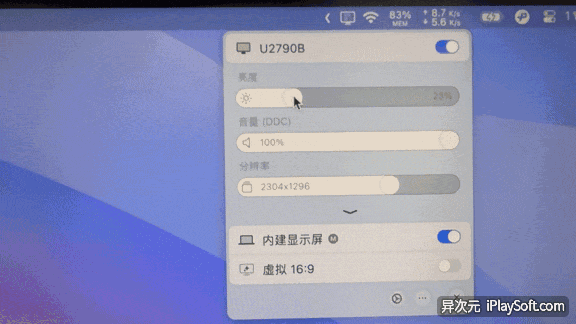 83%
MEM
8.7 K/s
5.6 K/s
U2790B
亮度
23%
音量 (DDC)
100%
分辨率
2304x1296
内建显示屏 M
虚拟 16:9
异次元 iPlaySoft.com